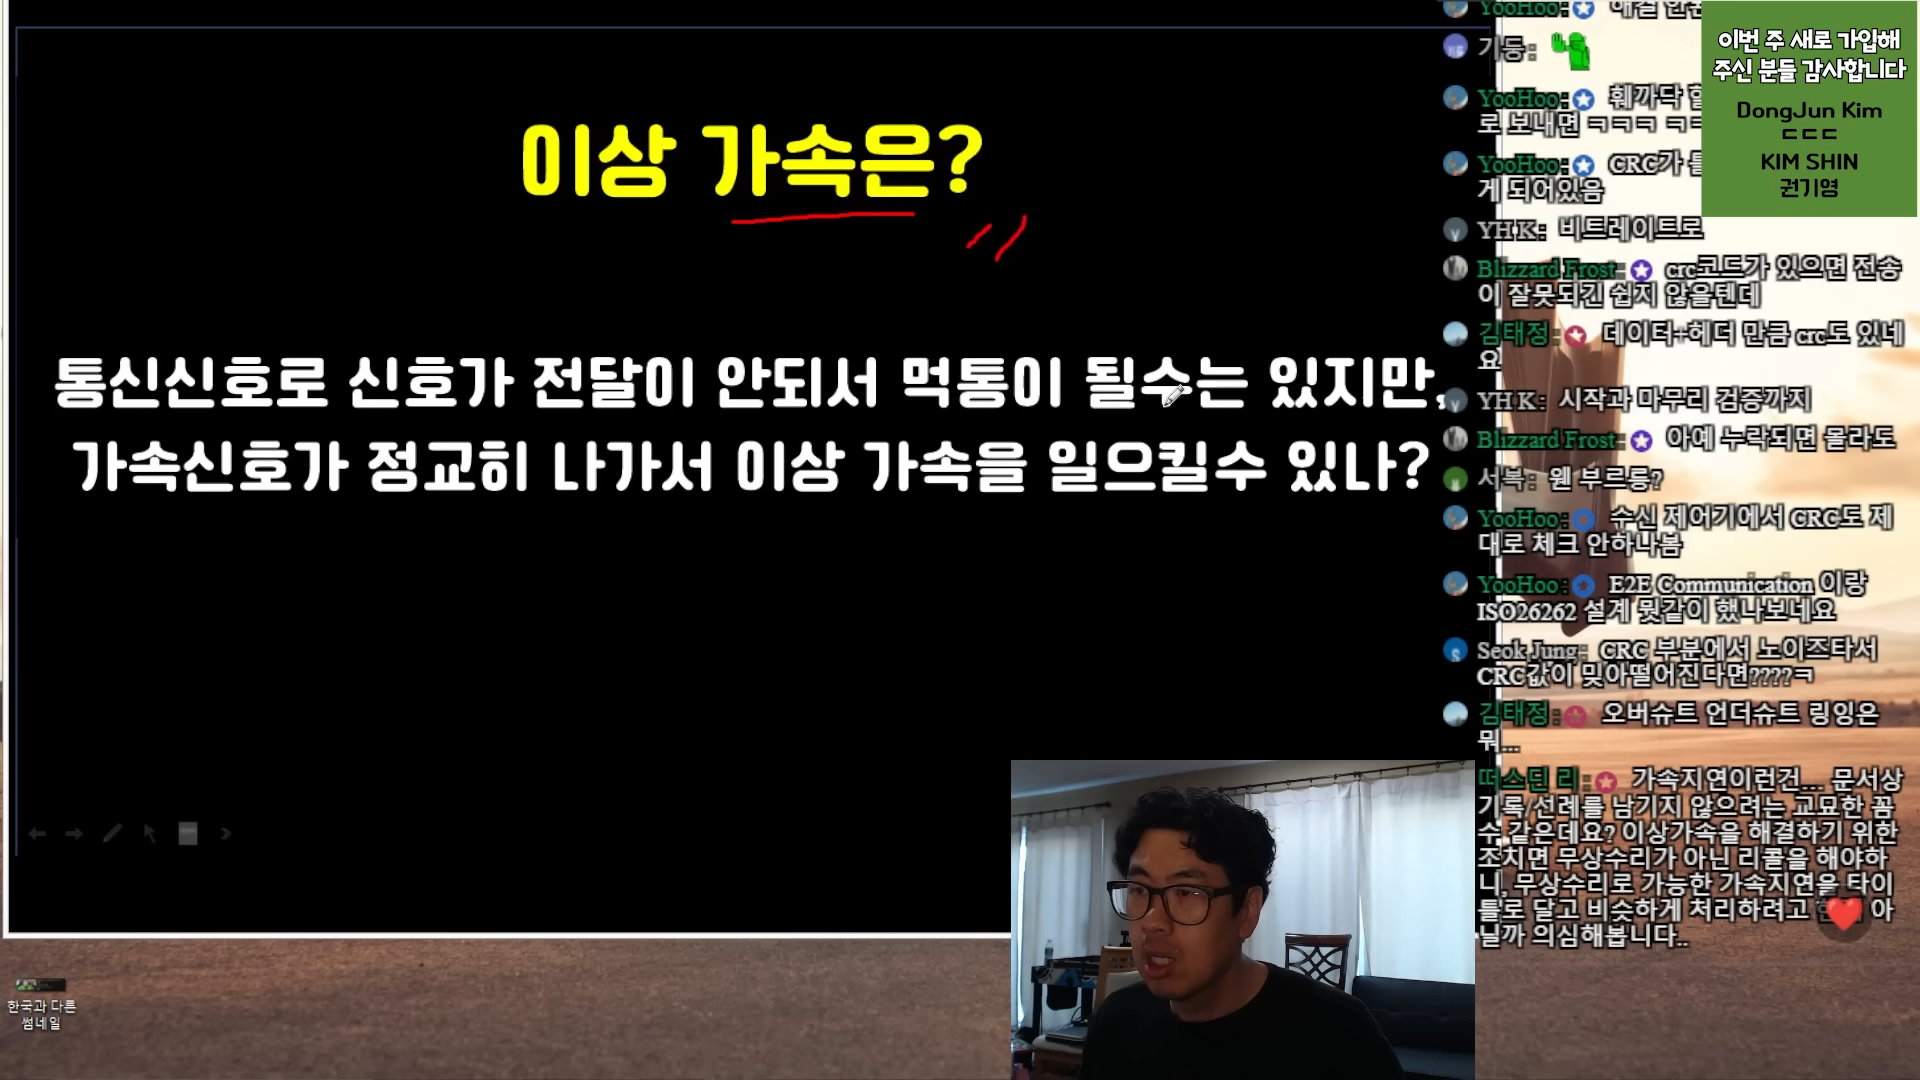 이상 가속은?
통신신호로 신호가 전달이 안되서 먹통이 될수는 있지만,
가속신호가 정교히 나가서 이상 가속을 일으킬수 있나?
YooHoo:
기둥:
YooHoo: 훼까닥
로 보내면 ㅋㅋㅋ
YooHoo: CRC가
게 되어있음
YH K: 비트레이트로
Blizzard Frost: crc코드가 있으면 전송
이 잘못되긴 쉽지 않을텐데
김태정: 데이터+헤더 만큼 crc도 있네
요
YH K: 시작과 마무리 검증까지
Blizzard Frost: 아예 누락되면 몰라도
서복: 웬 부르릉?
YooHoo: 수신 제어기에서 CRC도 제
대로 체크 안하나봄
YooHoo: E2E Communication 이랑
ISO26262 설계 뭣같이 했나보네요
Seok Jung: CRC 부분에서 노이즈타서
CRC값이 맞아떨어진다면????ㅋ
김태정: 오버슈트 언더슈트 링잉은
뭐...
떠스딘 리: 가속지연이런건... 문서상
기록/선례를 남기지 않으려는 교묘한 꼼
수 같은데요? 이상가속을 해결하기 위한
조치면 무상수리가 아닌 리콜을 해야하
니, 무상수리로 가능한 가속지연을 타이
틀로 달고 비슷하게 처리하려고 아
닐까 의심해봅니다..
이번 주 새로 가입해
주신 분들 감사합니다
DongJun Kim
ㄷㄷㄷ
KIM SHIN
권기영
한국과 다른
썸네일